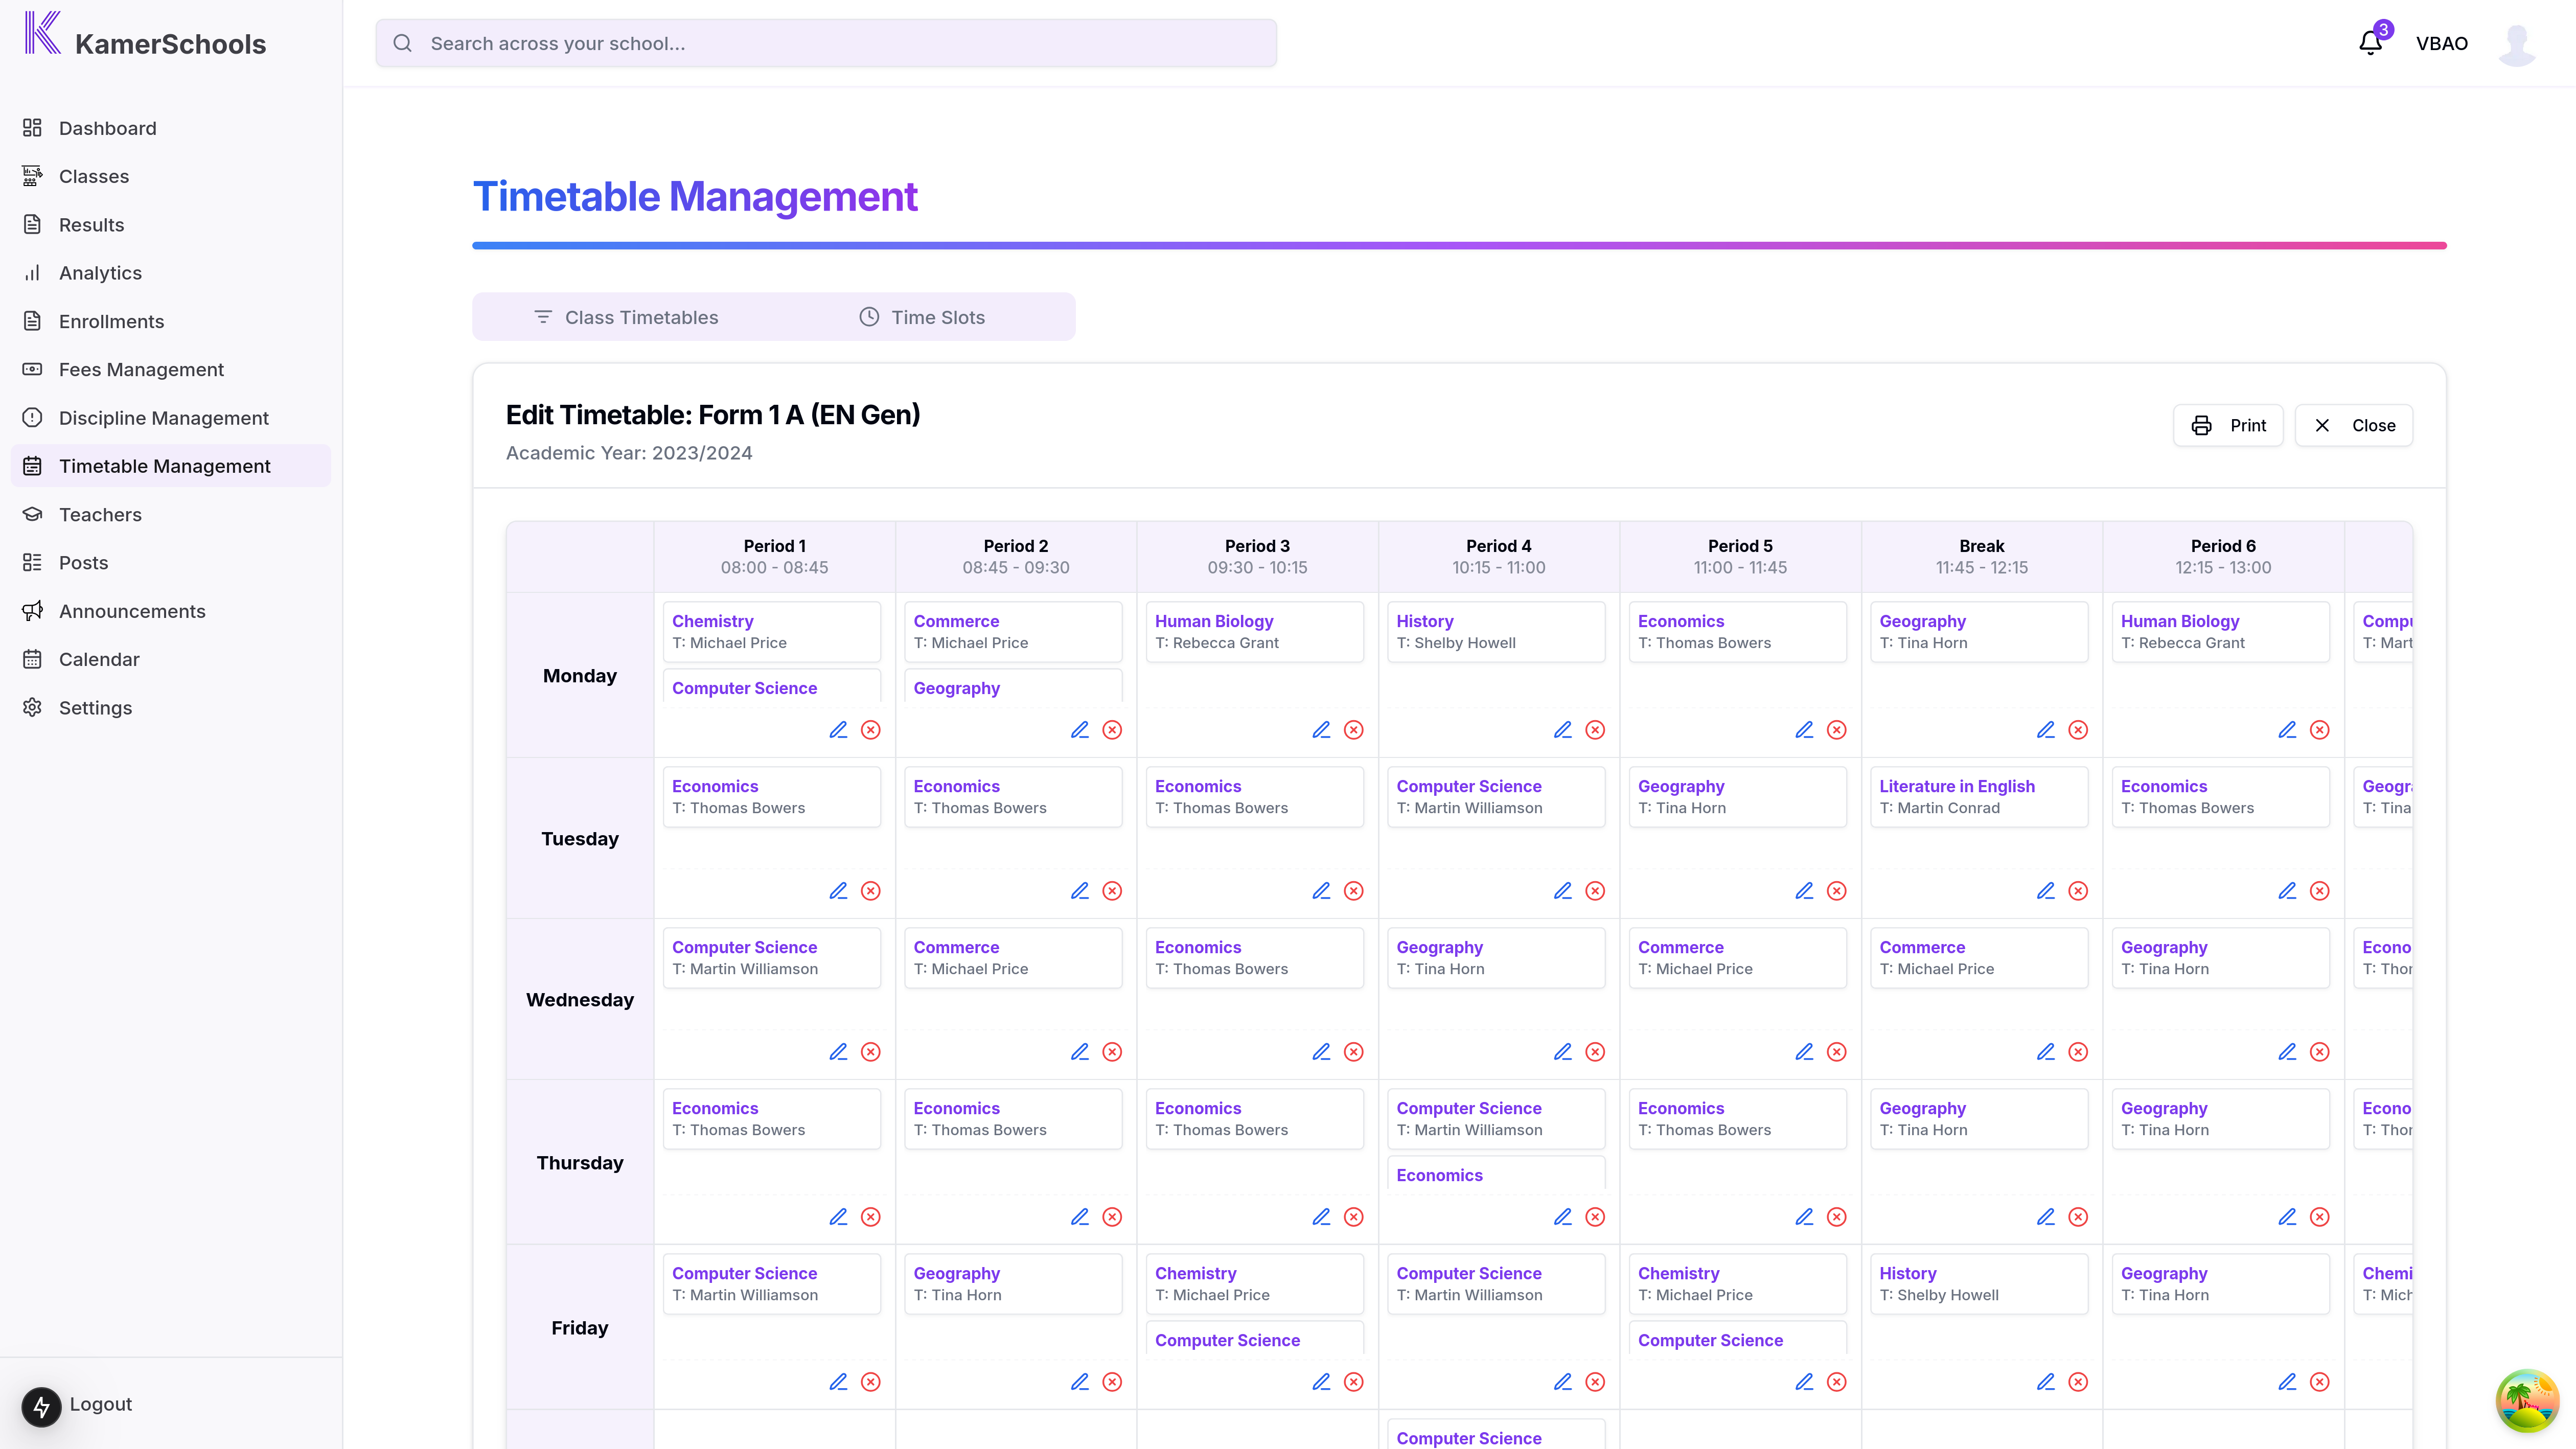 KamerSchools
Search across your school...
3
VBAO
Dashboard
Classes
Results
Analytics
Enrollments
Fees Management
Discipline Management
Timetable Management
Teachers
Posts
Announcements
Calendar
Settings
Logout
Timetable Management
Class Timetables
Time Slots
Edit Timetable: Form 1 A (EN Gen)
Academic Year: 2023/2024
Print
Close
Period 1 Period 2 Period 3 Period 4 Period 5 Break Period 6
08:00 - 08:45 08:45 - 09:30 09:30 - 10:15 10:15 - 11:00 11:00 - 11:45 11:45 - 12:15 12:15 - 13:00
Monday
Chemistry Commerce Human Biology History Economics Geography Human Biology Compu
T: Michael Price T: Michael Price T: Rebecca Grant T: Shelby Howell T: Thomas Bowers T: Tina Horn T: Rebecca Grant T: Mart
Computer Science Geography
Tuesday
Economics Economics Economics Computer Science Geography Literature in English Economics Geogr
T: Thomas Bowers T: Thomas Bowers T: Thomas Bowers T: Martin Williamson T: Tina Horn T: Martin Conrad T: Thomas Bowers T: Tina
Wednesday
Computer Science Commerce Economics Geography Commerce Commerce Geography Econo
T: Martin Williamson T: Michael Price T: Thomas Bowers T: Tina Horn T: Michael Price T: Michael Price T: Tina Horn T: Thor
Thursday
Economics Economics Economics Computer Science Economics Geography Geography Econo
T: Thomas Bowers T: Thomas Bowers T: Thomas Bowers T: Martin Williamson T: Thomas Bowers T: Tina Horn T: Tina Horn T: Thor
Economics
Friday
Computer Science Geography Chemistry Computer Science Chemistry History Geography Chemi
T: Martin Williamson T: Tina Horn T: Michael Price T: Martin Williamson T: Michael Price T: Shelby Howell T: Tina Horn T: Mich
Computer Science Computer Science
Computer Science